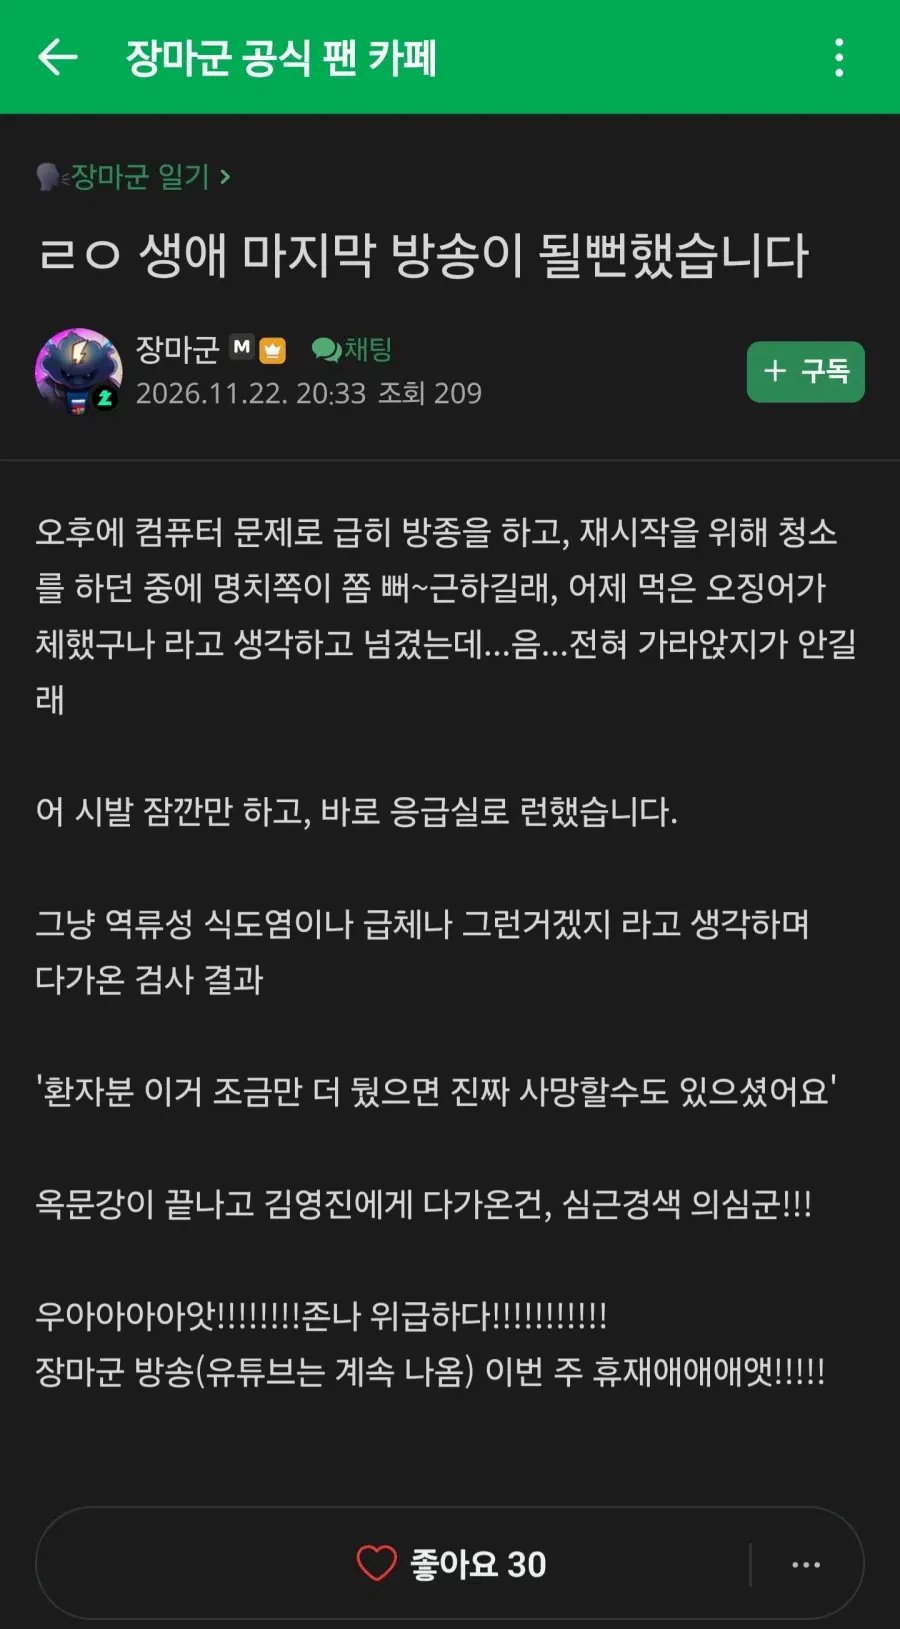 장마군 공식 팬 카페
장마군 일기 >
ㄹㅇ 생애 마지막 방송이 될뻔했습니다
장마군 M 채팅
2026.11.22. 20:33 조회 209
+ 구독
오후에 컴퓨터 문제로 급히 방종을 하고, 재시작을 위해 청소
를 하던 중에 명치쪽이 쫌 뻐~근하길래, 어제 먹은 오징어가
체했구나 라고 생각하고 넘겼는데...음...전혀 가라앉지가 안길
래
어 시발 잠깐만 하고, 바로 응급실로 런했습니다.
그냥 역류성 식도염이나 급체나 그런거겠지 라고 생각하며
다가온 검사 결과
'환자분 이거 조금만 더 뒀으면 진짜 사망할수도 있으셨어요'
옥문강이 끝나고 김영진에게 다가온건, 심근경색 의심군!!!
우아아아아앗!!!!!!!!존나 위급하다!!!!!!!!!!!
장마군 방송(유튜브는 계속 나옴) 이번 주 휴재애애애앳!!!!!
좋아요 30